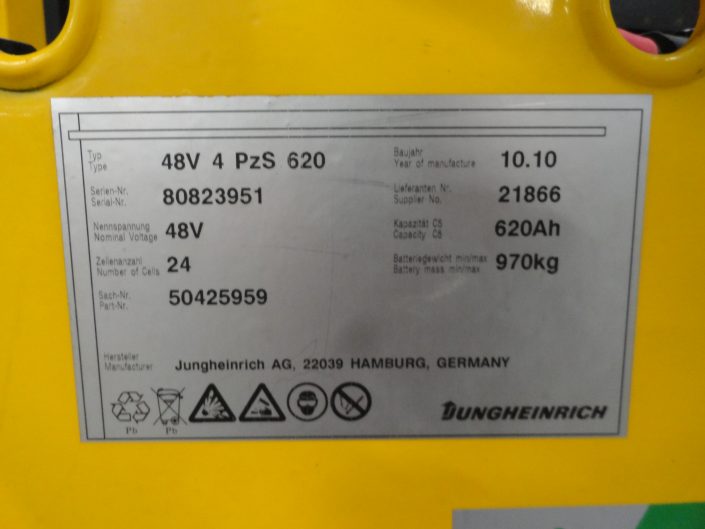 Typ
Type 48V 4 PzS 620
Baujahr
Year of manufacture 10.10
Serien-Nr.
Serial-Nr. 80823951
Lieferanten Nr.
Supplier No. 21866
Nennspannung
Nominal Voltage 48V
Kapazität C5
Capacity C5 620Ah
Zellenanzahl
Number of Cells 24
Batteriegewicht min/max
Battery mass min/max 970kg
Sach-Nr.
Part-Nr. 50425959
Hersteller
Manufacturer Jungheinrich AG, 22039 HAMBURG, GERMANY
Pb Pb
JUNGHEINRICH